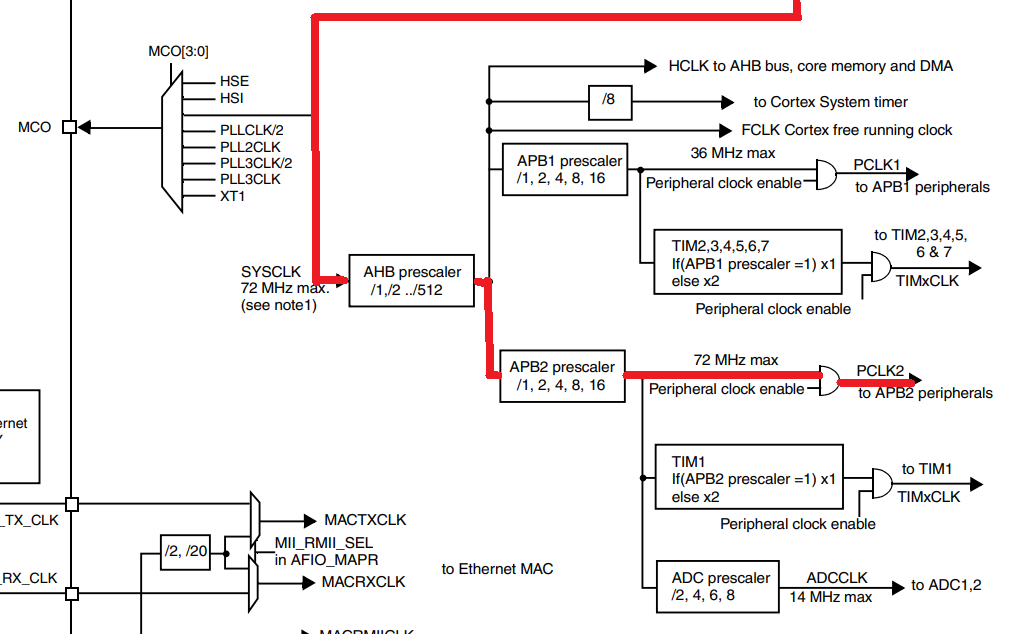 MCO[3:0]
HSE
HSI
MCO
PLLCLK/2
PLL2CLK
PLL3CLK/2
PLL3CLK
XT1
HCLK to AHB bus, core memory and DMA
/8
to Cortex System timer
FCLK Cortex free running clock
APB1 prescaler
/1, 2, 4, 8, 16
36 MHz max
Peripheral clock enable
PCLK1
to APB1 peripherals
TIM2,3,4,5,6,7
If(APB1 prescaler =1) x1
else x2
to TIM2,3,4,5,
6 & 7
TIMxCLK
Peripheral clock enable
SYSCLK
72 MHz max.
(see note1)
AHB prescaler
/1,/2 ../512
APB2 prescaler
/1, 2, 4, 8, 16
72 MHz max
Peripheral clock enable
PCLK2
to APB2 peripherals
TIM1
If(APB2 prescaler =1) x1
else x2
to TIM1
TIMxCLK
Peripheral clock enable
ADC prescaler
/2, 4, 6, 8
ADCCLK
14 MHz max
to ADC1,2
ernet
_TX_CLK
/2, /20
MACTXCLK
MII_RMII_SEL
in AFIO_MAPR
_RX_CLK
MACRXCLK
to Ethernet MAC
MACRMIICLK